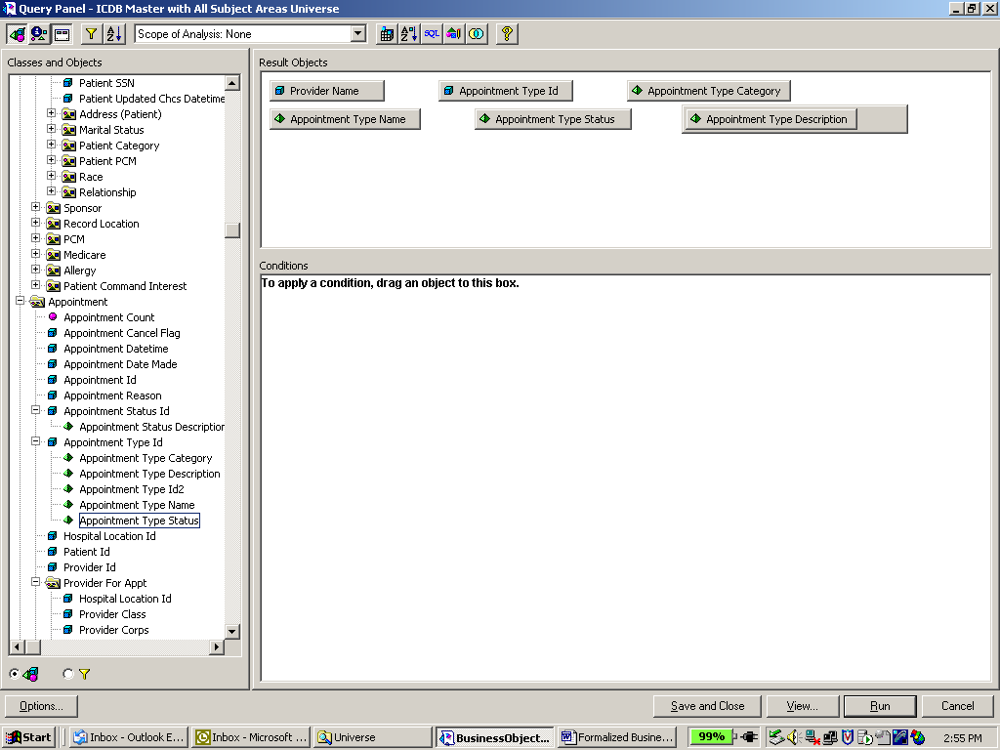 Query Panel - ICDB Master with All Subject Areas Universe
Scope of Analysis: None
SQL
?
Classes and Objects
Patient SSN
Patient Updated Chcs Datetime
Address (Patient)
Marital Status
Patient Category
Patient PCM
Race
Relationship
Sponsor
Record Location
PCM
Medicare
Allergy
Patient Command Interest
Appointment
Appointment Count
Appointment Cancel Flag
Appointment Datetime
Appointment Date Made
Appointment Id
Appointment Reason
Appointment Status Id
Appointment Status Description
Appointment Type Id
Appointment Type Category
Appointment Type Description
Appointment Type Id2
Appointment Type Name
Appointment Type Status
Hospital Location Id
Patient Id
Provider Id
Provider For Appt
Hospital Location Id
Provider Class
Provider Corps
Result Objects
Provider Name Appointment Type Id Appointment Type Category
Appointment Type Name Appointment Type Status Appointment Type Description
Conditions
To apply a condition, drag an object to this box.
Options... Save and Close View... Run Cancel
Start Inbox - Outlook E... Inbox - Microsoft ... Universe BusinessObject... Formalized Busine... 99% 2:55 PM